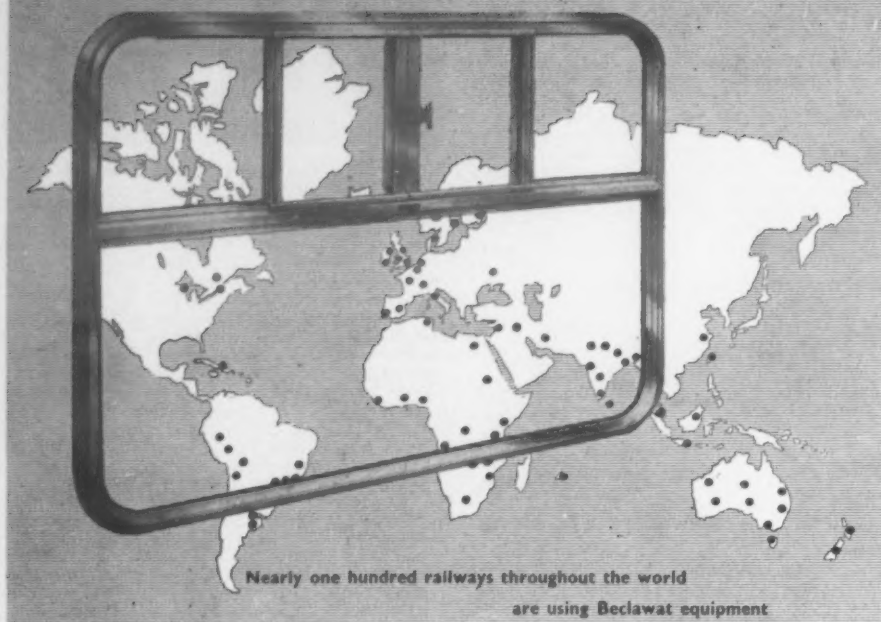 Nearly one hundred railways throughout the world
are using Beclawat equipment